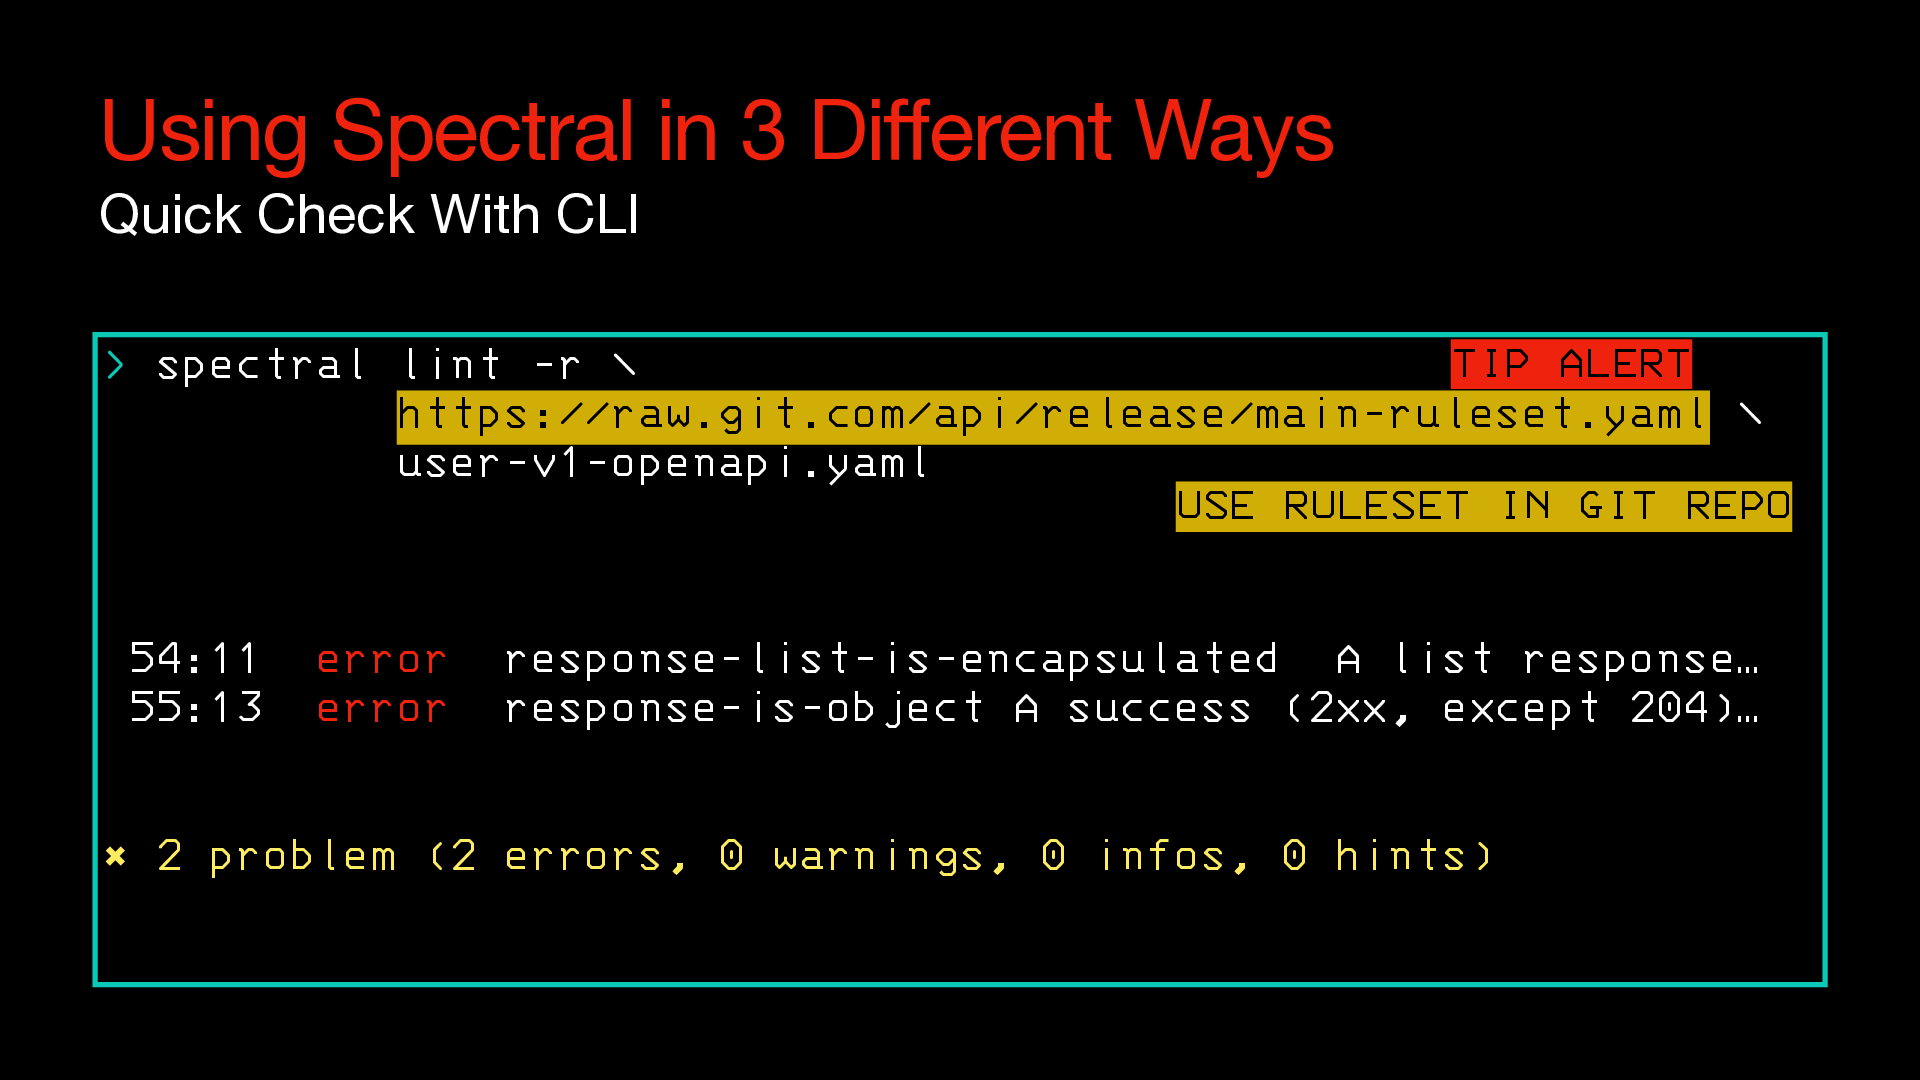 Using Spectral in 3 Different Ways
Quick Check With CLI
> spectral lint -r \
TIP ALERT
https://raw.git.com/api/release/main-ruleset.yaml \
user-v1-openapi.yaml
USE RULESET IN GIT REPO
54:11 error response-list-is-encapsulated A list response…
55:13 error response-is-object A success (2xx, except 204)…
✖ 2 problem (2 errors, 0 warnings, 0 infos, 0 hints)